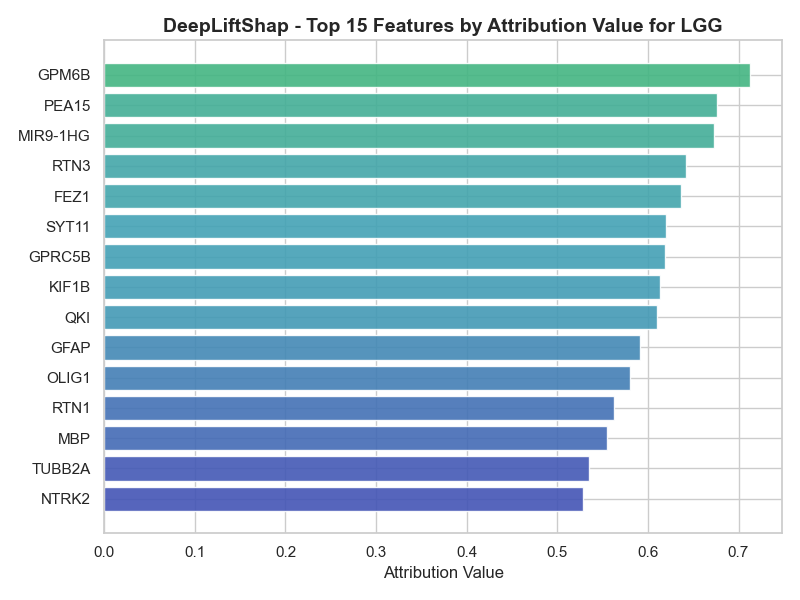 DeepLiftShap - Top 15 Features by Attribution Value for LGG
GPM6B
PEA15
MIR9-1HG
RTN3
FEZ1
SYT11
GPRC5B
KIF1B
QKI
GFAP
OLIG1
RTN1
MBP
TUBB2A
NTRK2
0.0 0.1 0.2 0.3 0.4 0.5 0.6 0.7
Attribution Value